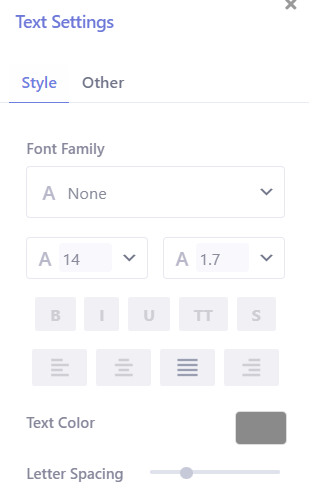 Text Settings
Style Other
Font Family
A None
A 14 A 1.7
B I U TT S
Text Color
Letter Spacing